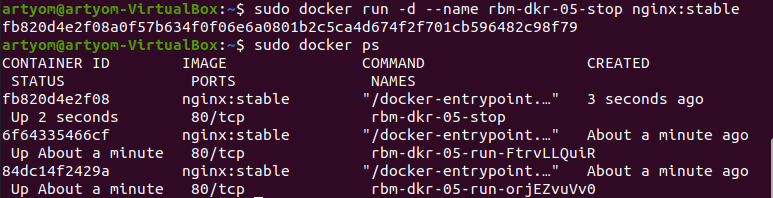 artyom@artyom-VirtualBox:~$ sudo docker run -d --name rbm-dkr-05-stop nginx:stable
fb820d4e2f08a0f57b634f0f06e6a0801b2c5ca4d674f2f701cb596482c98f79
artyom@artyom-VirtualBox:~$ sudo docker ps
CONTAINER ID   IMAGE          COMMAND                  CREATED
 STATUS              PORTS          NAMES
fb820d4e2f08   nginx:stable   "/docker-entrypoint.…"   3 seconds ago
 Up 2 seconds        80/tcp         rbm-dkr-05-stop
6f64335466cf   nginx:stable   "/docker-entrypoint.…"   About a minute ago
 Up About a minute   80/tcp         rbm-dkr-05-run-FtrvLLQuiR
84dc14f2429a   nginx:stable   "/docker-entrypoint.…"   About a minute ago
 Up About a minute   80/tcp         rbm-dkr-05-run-orjEZvuVv0